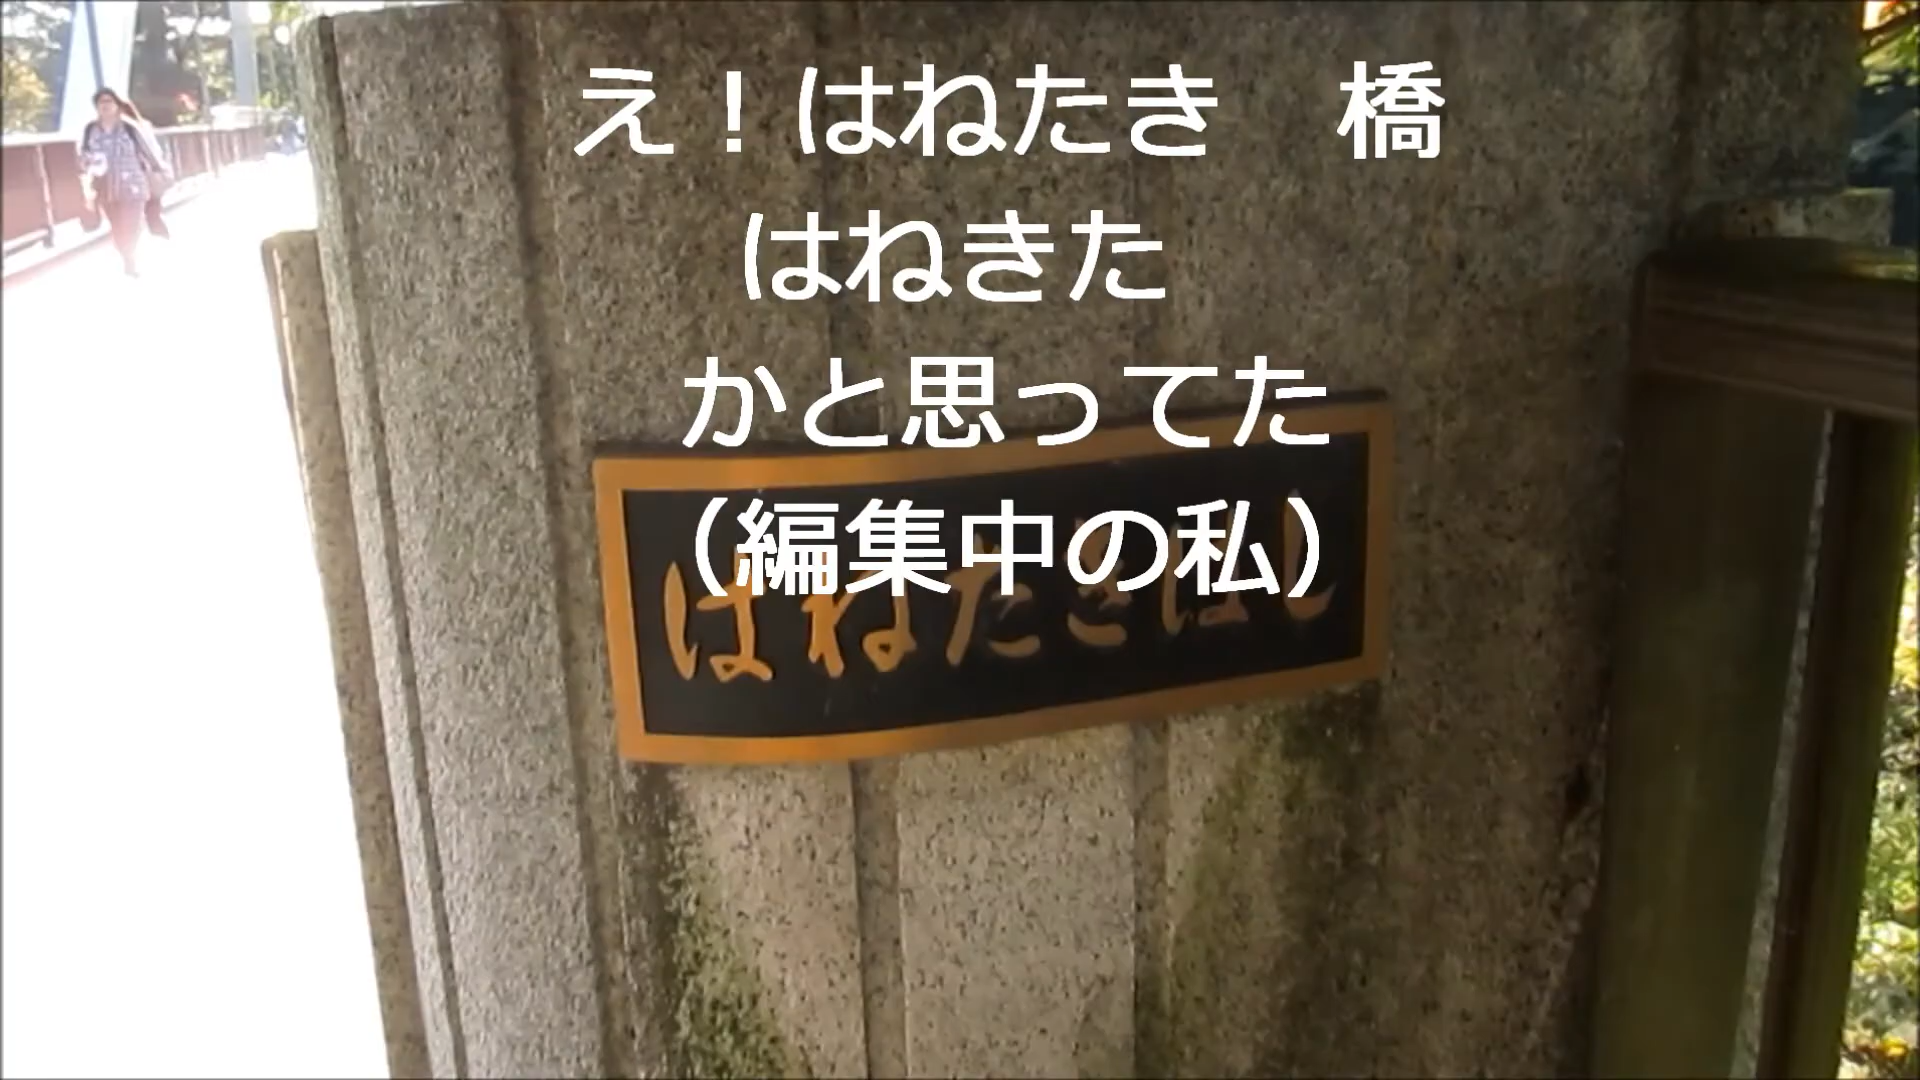 え！はねたき　橋
はねきた
かと思ってた
（編集中の私）
はねたきばし